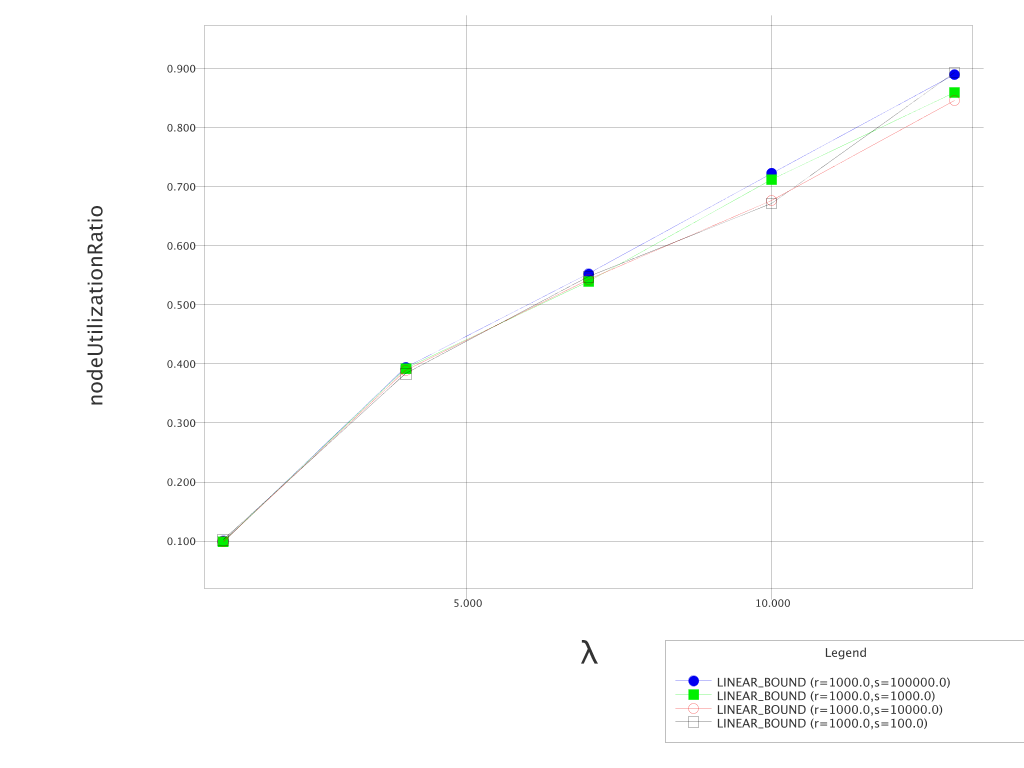 0.900
0.800
0.700
0.600
0.500
0.400
0.300
0.200
0.100
nodeUtilizationRatio
5.000 10.000
λ
Legend
LINEAR_BOUND (r=1000.0,s=100000.0)
LINEAR_BOUND (r=1000.0,s=1000.0)
LINEAR_BOUND (r=1000.0,s=10000.0)
LINEAR_BOUND (r=1000.0,s=100.0)